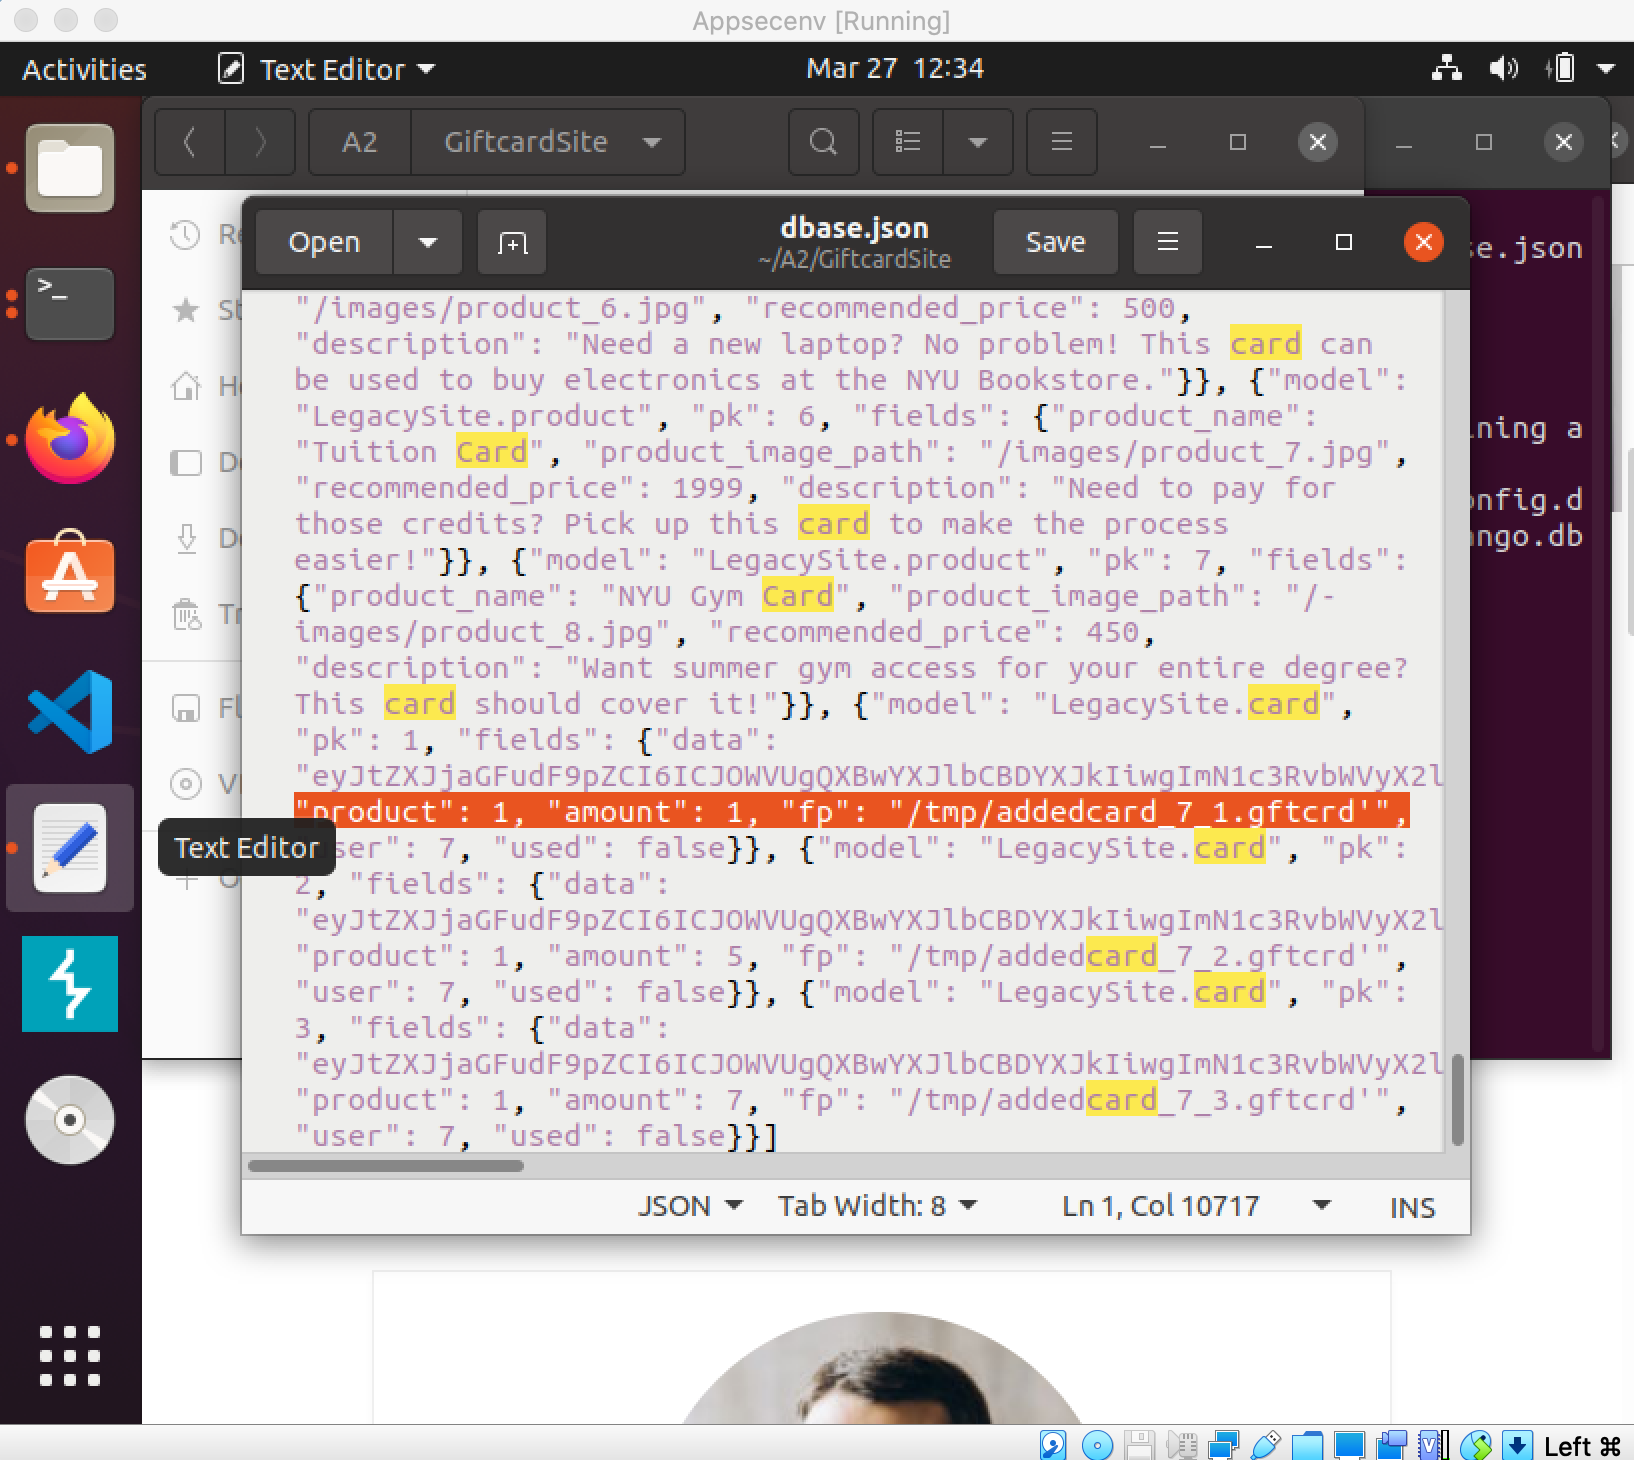 Appsecenv [Running]
Activities
Text Editor
Mar 27 12:34
A2
GiftcardSite
Open
dbase.json
~/A2/GiftcardSite
Save
se.json
"/images/product_6.jpg", "recommended_price": 500,
"description": "Need a new laptop? No problem! This card can
be used to buy electronics at the NYU Bookstore."}}, {"model":
"LegacySite.product", "pk": 6, "fields": {"product_name":
"Tuition Card", "product_image_path": "/images/product_7.jpg",
"recommended_price": 1999, "description": "Need to pay for
those credits? Pick up this card to make the process
easier!"}}, {"model": "LegacySite.product", "pk": 7, "fields":
{"product_name": "NYU Gym Card", "product_image_path": "/-
images/product_8.jpg", "recommended_price": 450,
"description": "Want summer gym access for your entire degree?
This card should cover it!"}}, {"model": "LegacySite.card",
"pk": 1, "fields": {"data":
"eyJtZXJjaGFudF9pZCI6ICJOWVUgQXBwYXJlbCBDYXJkIiwgImN1c3RvbWVyX2l
"product": 1, "amount": 1, "fp": "/tmp/addedcard_7_1.gftcrd'",
user": 7, "used": false}}, {"model": "LegacySite.card", "pk":
2, "fields": {"data":
"eyJtZXJjaGFudF9pZCI6ICJOWVUgQXBwYXJlbCBDYXJkIiwgImN1c3RvbWVyX2l
"product": 1, "amount": 5, "fp": "/tmp/addedcard_7_2.gftcrd'",
"user": 7, "used": false}}, {"model": "LegacySite.card", "pk":
3, "fields": {"data":
"eyJtZXJjaGFudF9pZCI6ICJOWVUgQXBwYXJlbCBDYXJkIiwgImN1c3RvbWVyX2l
"product": 1, "amount": 7, "fp": "/tmp/addedcard_7_3.gftcrd'",
"user": 7, "used": false}}]
ning a
onfig.d
ngo.db
Re
St
H
D
D
Tr
Fl
VI
Text Editor
JSON
Tab Width: 8
Ln 1, Col 10717
INS
Left ⌘